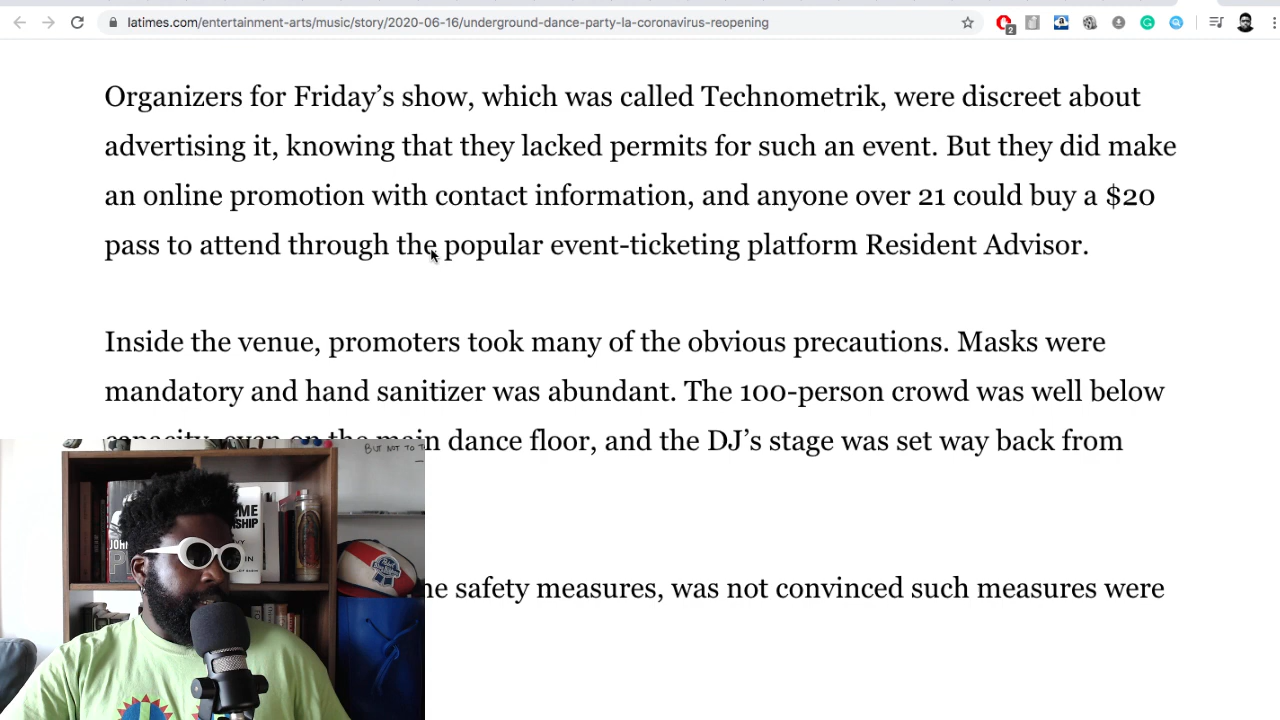 latimes.com/entertainment-arts/music/story/2020-06-16/underground-dance-party-la-coronavirus-reopening
2
Organizers for Friday’s show, which was called Technometrik, were discreet about
advertising it, knowing that they lacked permits for such an event. But they did make
an online promotion with contact information, and anyone over 21 could buy a $20
pass to attend through the popular event-ticketing platform Resident Advisor.
Inside the venue, promoters took many of the obvious precautions. Masks were
mandatory and hand sanitizer was abundant. The 100-person crowd was well below
capacity, even on the main dance floor, and the DJ’s stage was set way back from
BUT NOT TO
safety measures, was not convinced such measures were